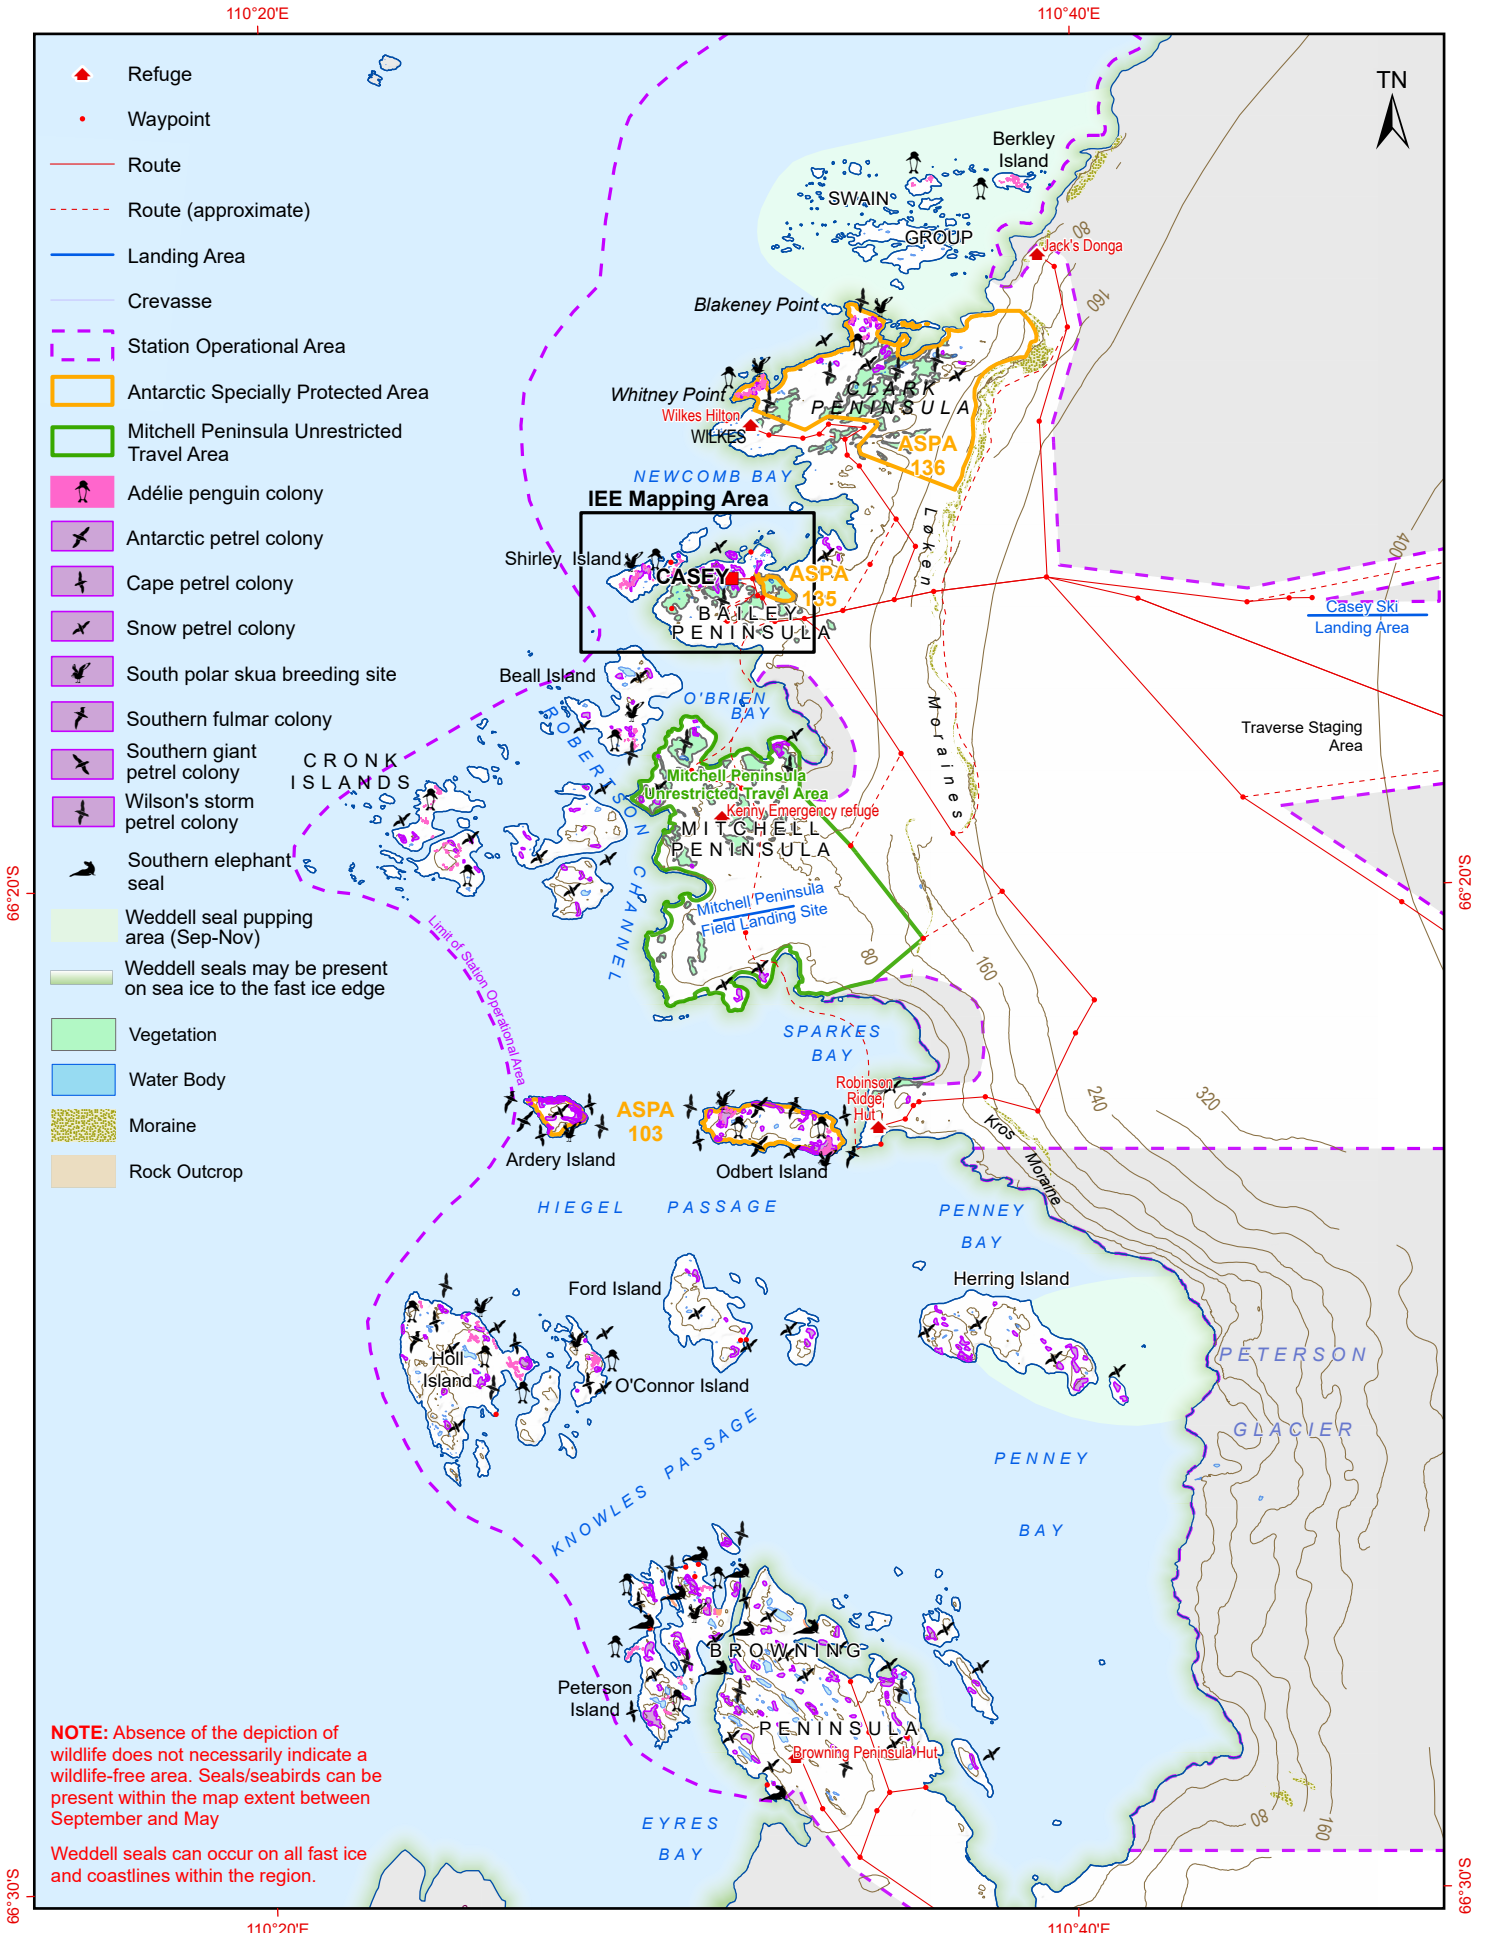 110°20'E
110°40'E
Refuge
Waypoint
Route
Route (approximate)
Landing Area
Crevasse
Station Operational Area
Antarctic Specially Protected Area
Mitchell Peninsula Unrestricted
Travel Area
Adélie penguin colony
Antarctic petrel colony
Cape petrel colony
Snow petrel colony
South polar skua breeding site
Southern fulmar colony
Southern giant
petrel colony
Wilson's storm
petrel colony
Southern elephant
seal
Weddell seal pupping
area (Sep-Nov)
Weddell seals may be present
on sea ice to the fast ice edge
Vegetation
Water Body
Moraine
Rock Outcrop
NOTE: Absence of the depiction of
wildlife does not necessarily indicate a
wildlife-free area. Seals/seabirds can be
present within the map extent between
September and May
Weddell seals can occur on all fast ice
and coastlines within the region.
TN
Berkley
Island
SWAIN
GROUP
80
Jack's Donga
160
Blakeney Point
Whitney Point
CLARK
PENINSULA
Wilkes Hilton
WILKES
ASPA
136
NEWCOMB BAY
IEE Mapping Area
Shirley Island
CASEY
ASPA
135
BAILEY
PENINSULA
Løken
Moraines
400
Casey Ski
Landing Area
Beall Island
O'BRIEN
BAY
ROBERTSON
CHANNEL
CRONK
ISLANDS
Mitchell Peninsula
Unrestricted Travel Area
Kenny Emergency refuge
MITCHELL
PENINSULA
Traverse Staging
Area
66°20'S
66°20'S
Mitchell Peninsula
Field Landing Site
Limit of Station Operational Area
80
160
SPARKES
BAY
Robinson
Ridge
Hut
240
320
ASPA
103
Ardery Island
Odbert Island
Kros
Moraine
HIEGEL PASSAGE
PENNEY
BAY
Ford Island
Herring Island
Holl
Island
O'Connor Island
PETERSON
GLACIER
KNOWLES PASSAGE
PENNEY
BAY
BROWNING
PENINSULA
Peterson
Island
Browning Peninsula Hut
EYRES
BAY
80
160
66°30'S
66°30'S
110°20'E
110°40'E